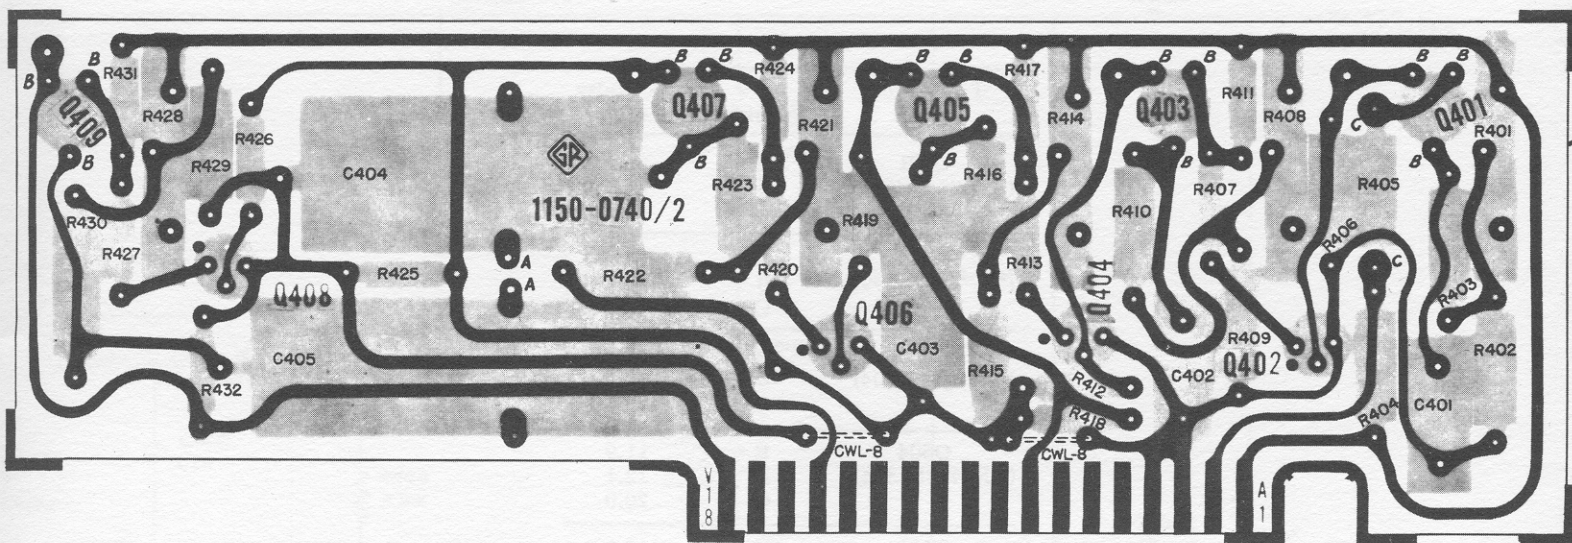 B
B
R431
R428
Q409
B
R430
R429
R426
R427
Q408
R432
C404
C405
R425
GR
1150-0740/2
A
A
R422
B
B
Q407
B
R424
R423
R421
R420
R419
Q406
B
B
Q405
B
R417
R416
R414
R413
C403
R415
CWL-8
CWL-8
R412
R418
Q404
B
B
Q403
B
B
R411
R408
R407
R410
R409
C402
Q402
R406
R405
C
C
B
B
Q401
B
R401
R403
R402
R404
C401
V
18
A
1